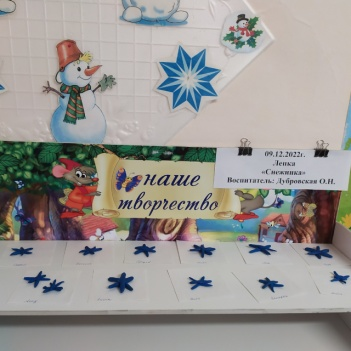 09.12.2022г.
Лепка
«Снежинка»
Воспитатель: Дубровская О.Н.
наше
творчество